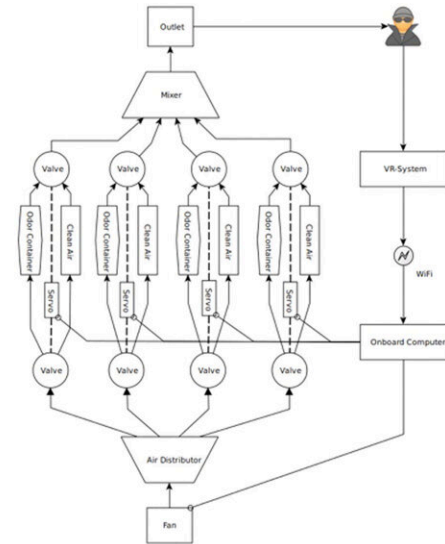 Outlet
Mixer
Valve
Valve
Valve
Valve
VR-System
Odor Container
Clean Air
Odor Container
Clean Air
Odor Container
Clean Air
Odor Container
Clean Air
WiFi
Servo
Servo
Servo
Servo
Onboard Computer
Valve
Valve
Valve
Valve
Air Distributor
Fan